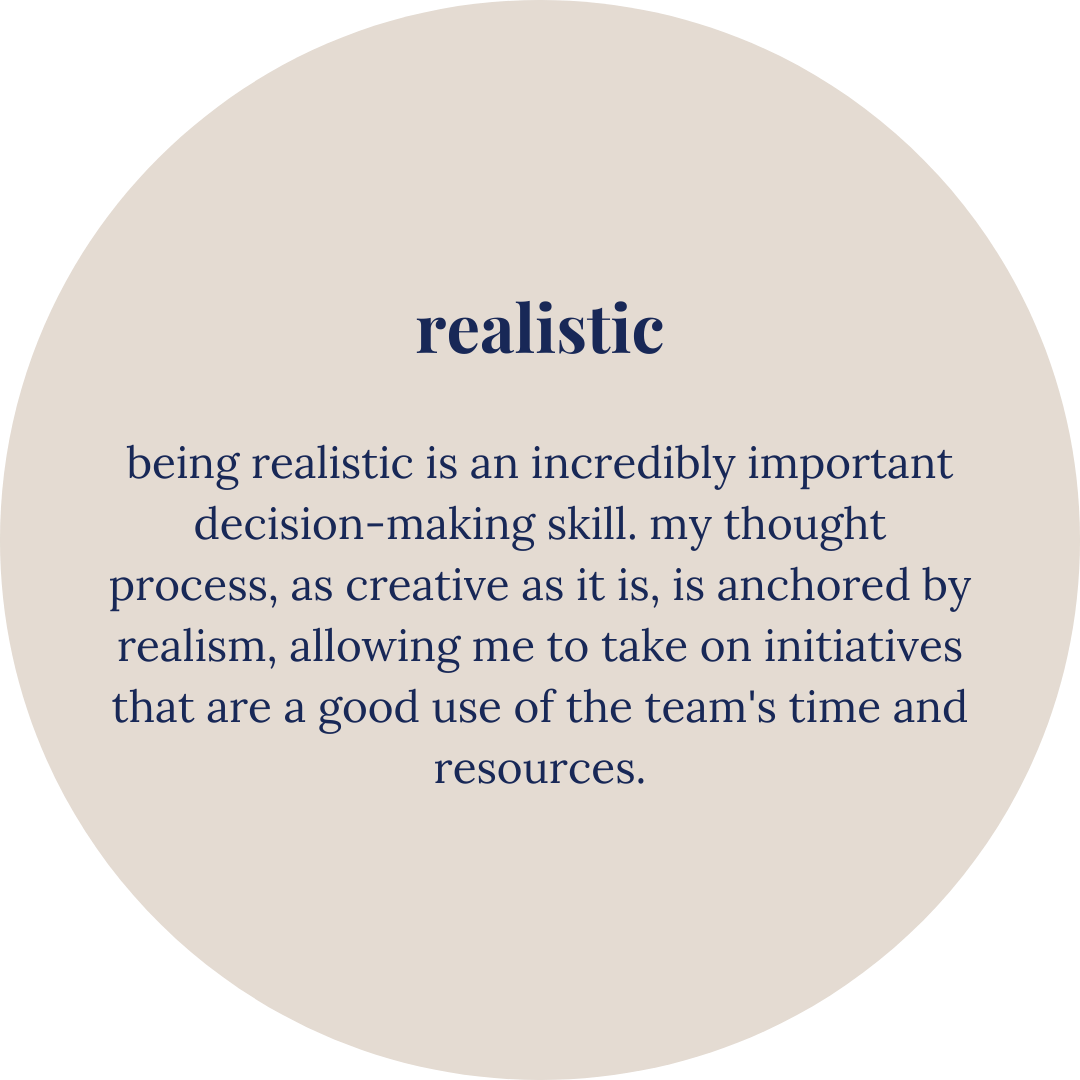 realistic
being realistic is an incredibly important
decision-making skill. my thought
process, as creative as it is, is anchored by
realism, allowing me to take on initiatives
that are a good use of the team's time and
resources.